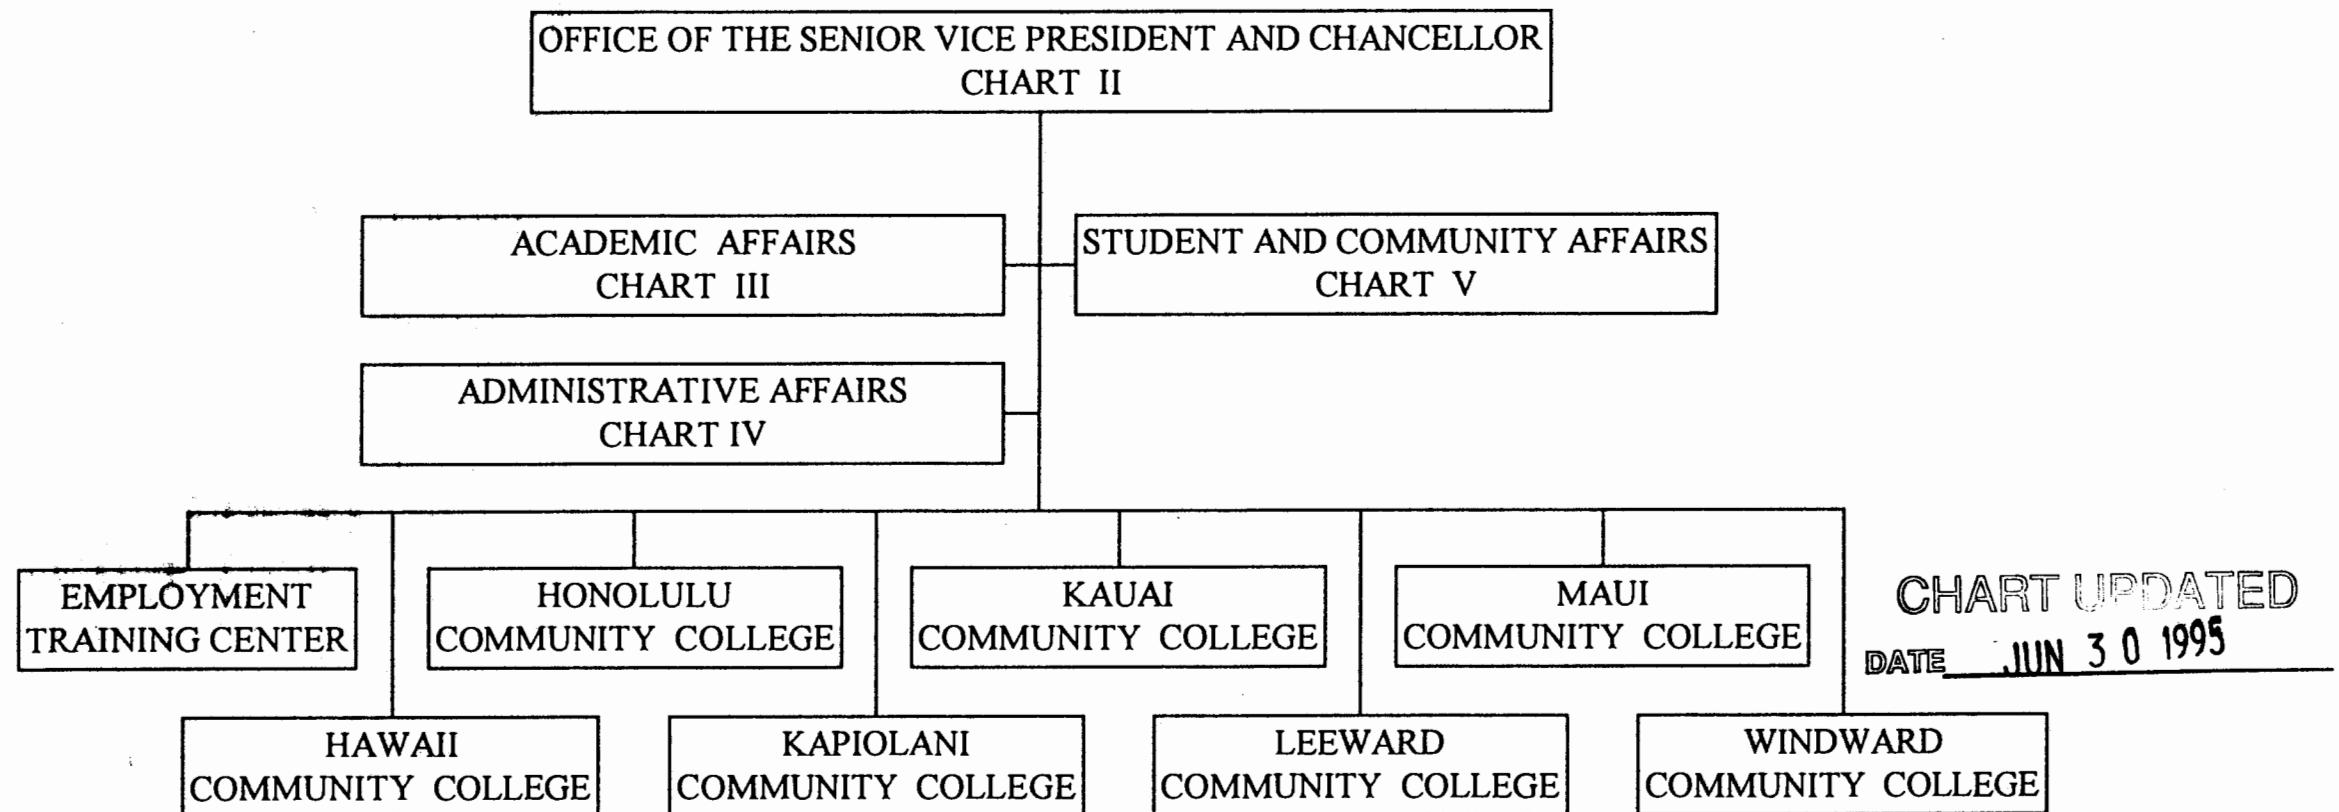 OFFICE OF THE SENIOR VICE PRESIDENT AND CHANCELLOR
CHART II
ACADEMIC AFFAIRS
CHART III
STUDENT AND COMMUNITY AFFAIRS
CHART V
ADMINISTRATIVE AFFAIRS
CHART IV
EMPLOYMENT
TRAINING CENTER
HONOLULU
COMMUNITY COLLEGE
KAUAI
COMMUNITY COLLEGE
MAUI
COMMUNITY COLLEGE
CHART UPDATED
DATE JUN 30 1995
HAWAII
COMMUNITY COLLEGE
KAPIOLANI
COMMUNITY COLLEGE
LEEWARD
COMMUNITY COLLEGE
WINDWARD
COMMUNITY COLLEGE